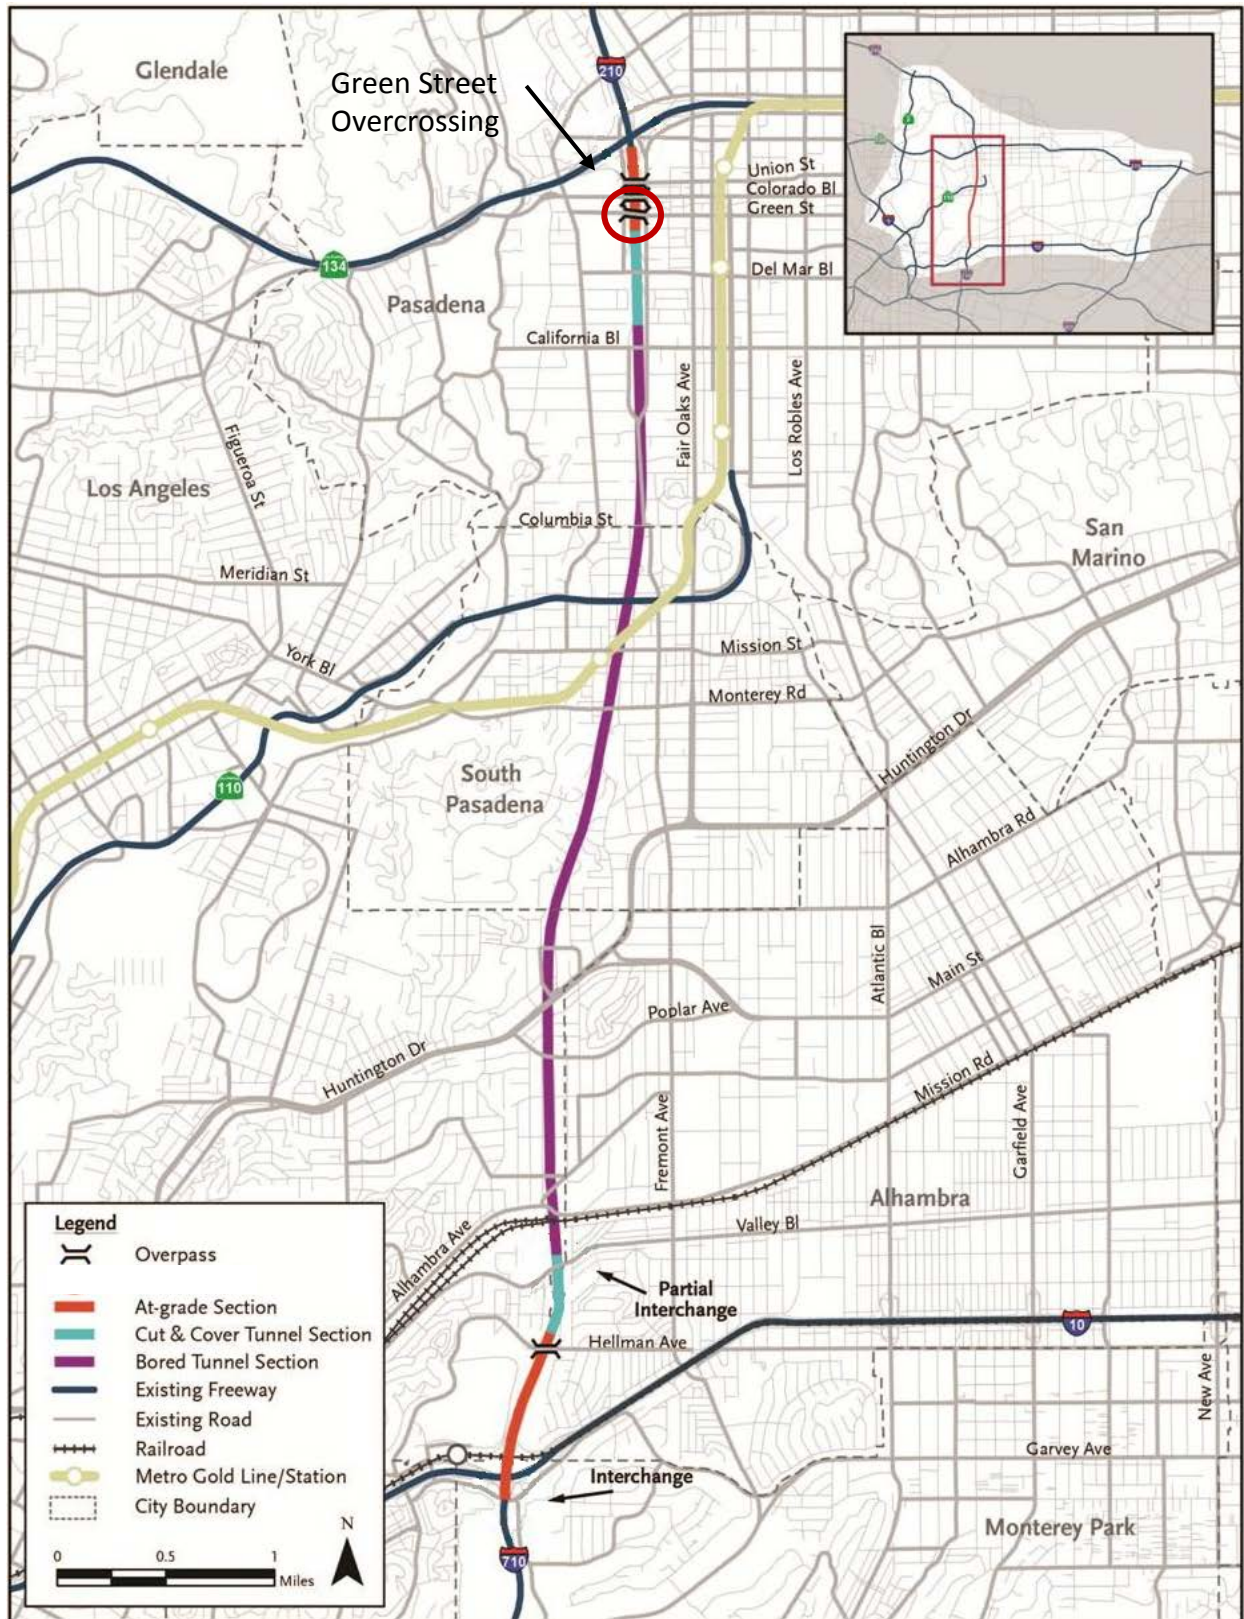 Glendale
210
Green Street
Overcrossing
Union St
Colorado Bl
Green St
134
Del Mar Bl
Pasadena
California Bl
Fair Oaks Ave
Los Robles Ave
Figueroa St
Los Angeles
Columbia St
San
Marino
Meridian St
Mission St
York Bl
Monterey Rd
Huntington Dr
110
South
Pasadena
Alhambra Rd
Atlantic Bl
Main St
Poplar Ave
Huntington Dr
Mission Rd
Fremont Ave
Garfield Ave
Alhambra
Valley Bl
Alhambra Ave
Partial
Interchange
10
Hellman Ave
New Ave
Garvey Ave
Interchange
Monterey Park
710
Legend
Overpass
At-grade Section
Cut & Cover Tunnel Section
Bored Tunnel Section
Existing Freeway
Existing Road
Railroad
Metro Gold Line/Station
City Boundary
N
0 0.5 1
Miles